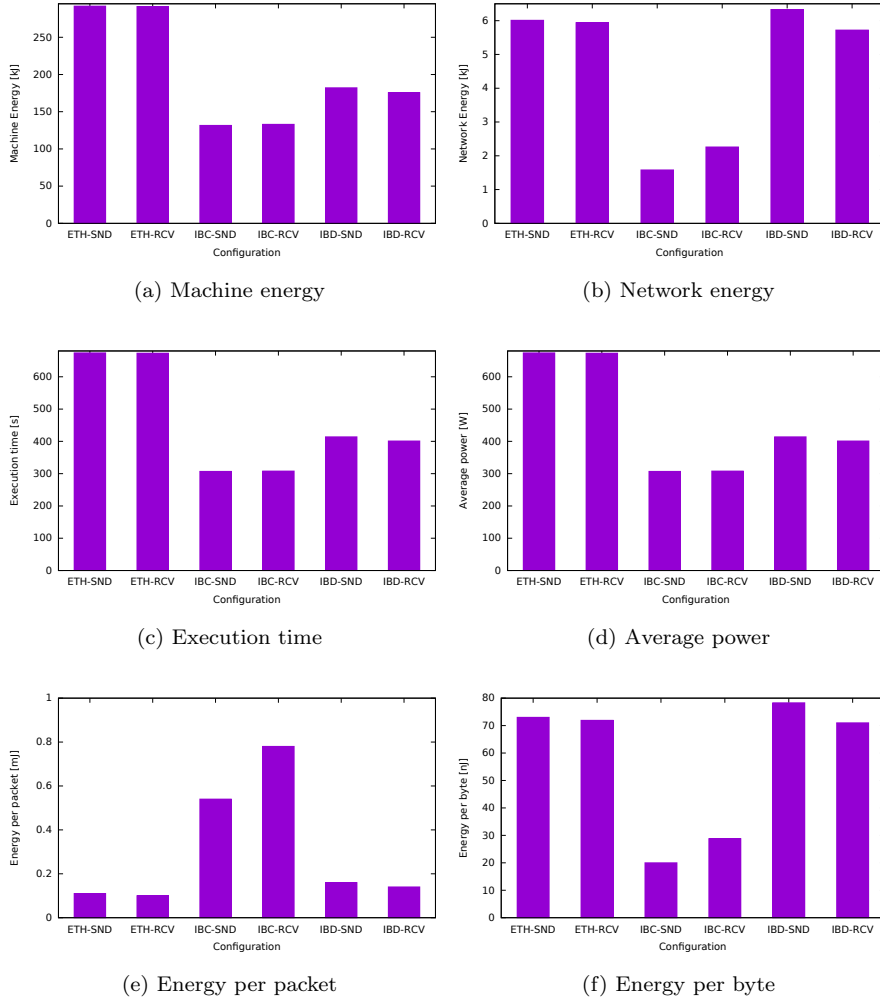 Machine Energy [kJ]
250
200
150
100
50
0
ETH-SND ETH-RCV IBC-SND IBC-RCV IBD-SND IBD-RCV
Configuration
(a) Machine energy
Network Energy [kJ]
6
5
4
3
2
1
0
ETH-SND ETH-RCV IBC-SND IBC-RCV IBD-SND IBD-RCV
Configuration
(b) Network energy
Execution time [s]
600
500
400
300
200
100
0
ETH-SND ETH-RCV IBC-SND IBC-RCV IBD-SND IBD-RCV
Configuration
(c) Execution time
Average power [W]
600
500
400
300
200
100
0
ETH-SND ETH-RCV IBC-SND IBC-RCV IBD-SND IBD-RCV
Configuration
(d) Average power
Energy per packet [mJ]
1
0.8
0.6
0.4
0.2
0
ETH-SND ETH-RCV IBC-SND IBC-RCV IBD-SND IBD-RCV
Configuration
(e) Energy per packet
Energy per byte [nJ]
80
70
60
50
40
30
20
10
0
ETH-SND ETH-RCV IBC-SND IBC-RCV IBD-SND IBD-RCV
Configuration
(f) Energy per byte